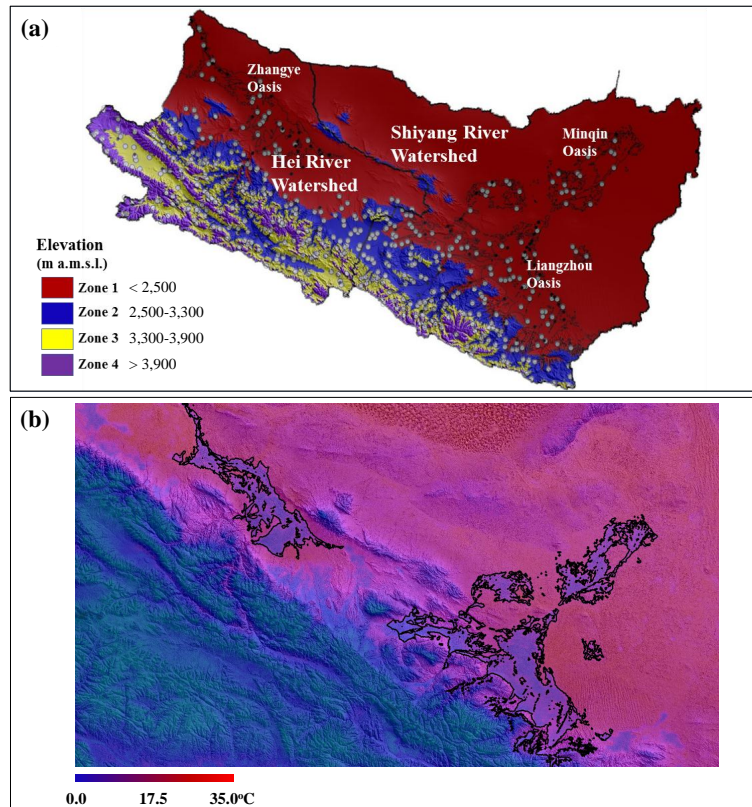 (a)
Zhangye
Oasis
Shiyang River
Watershed
Minqin
Oasis
Hei River
Watershed
Liangzhou
Oasis
Elevation
(m a.m.s.l.)
Zone 1 < 2,500
Zone 2 2,500-3,300
Zone 3 3,300-3,900
Zone 4 > 3,900
(b)
0.0 17.5 35.0ºC